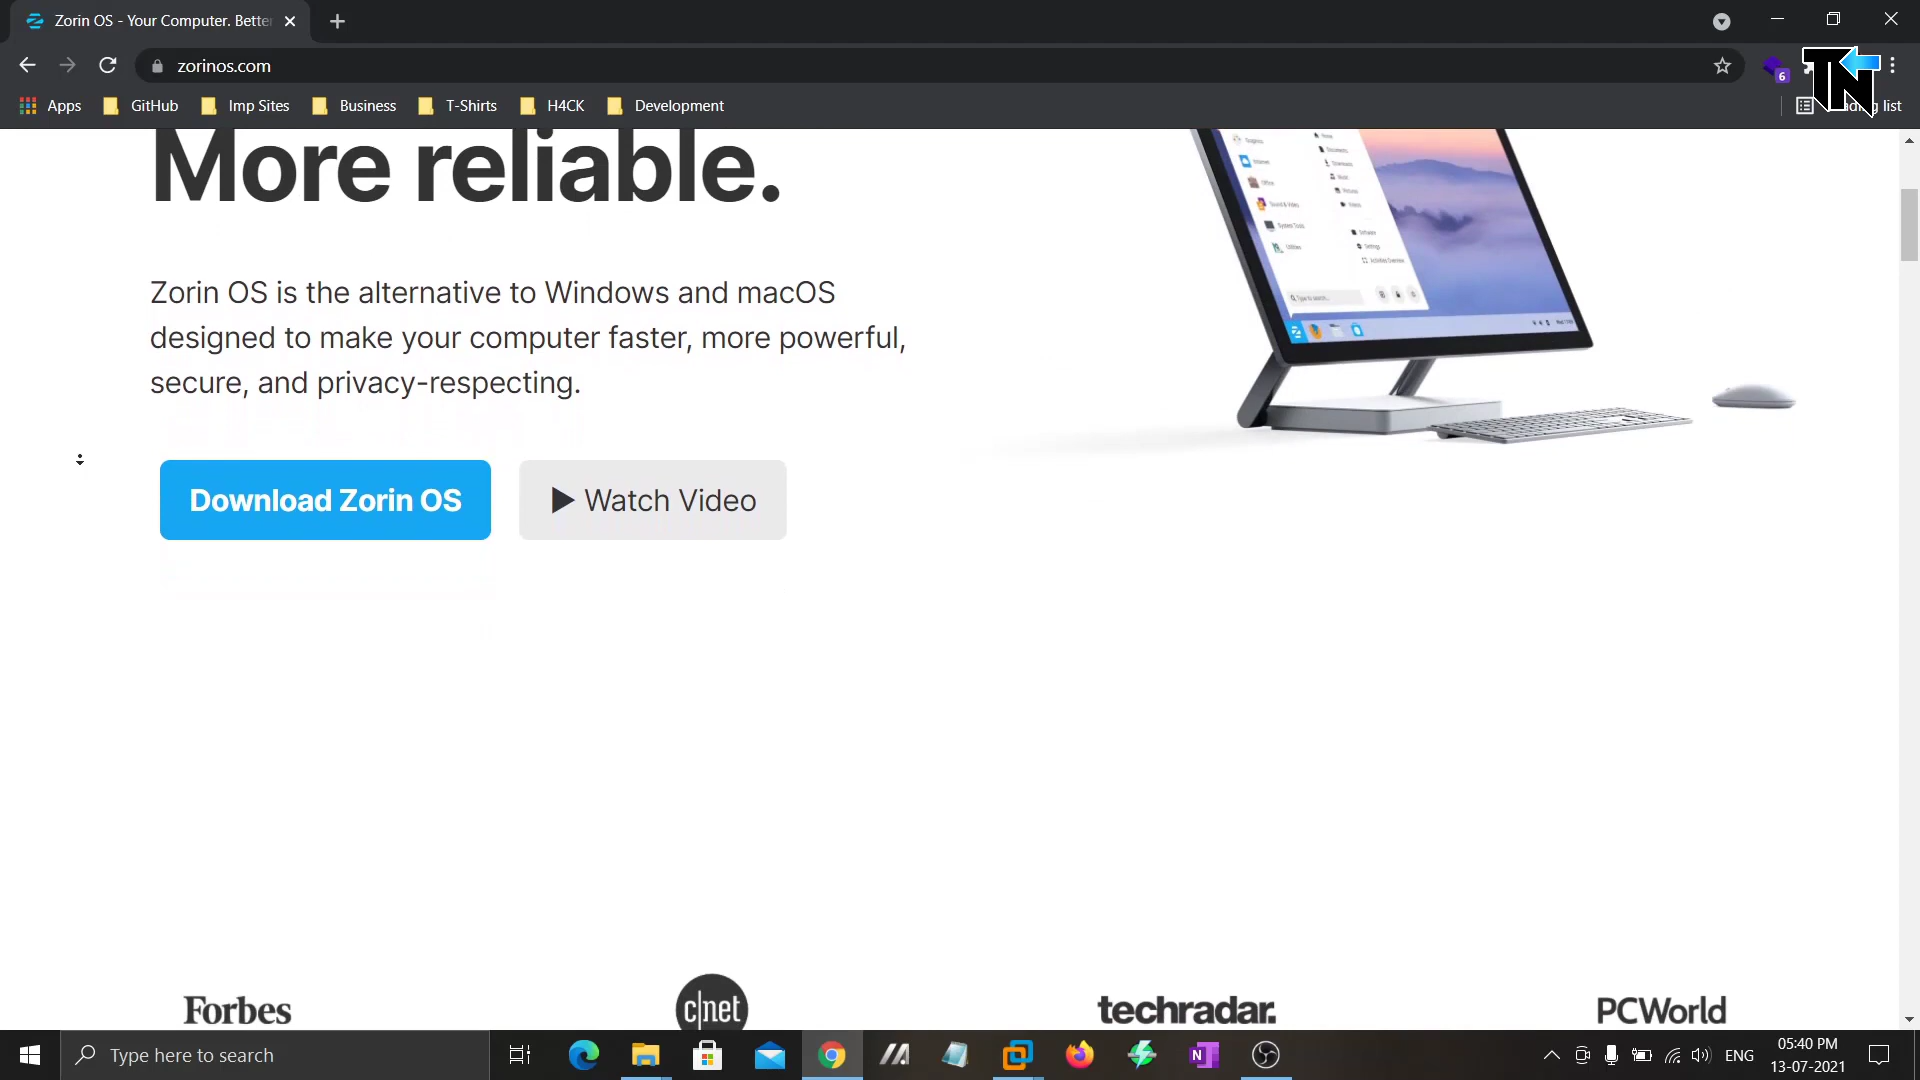 Zorin OS - Your Computer. Better
zorinos.com
6
Apps
GitHub
Imp Sites
Business
T-Shirts
H4CK
Development
list
More reliable.
Zorin OS is the alternative to Windows and macOS
designed to make your computer faster, more powerful,
secure, and privacy-respecting.
Download Zorin OS
Watch Video
Forbes
c|net
techradar.
PCWorld
Type here to search
ENG
05:40 PM
13-07-2021